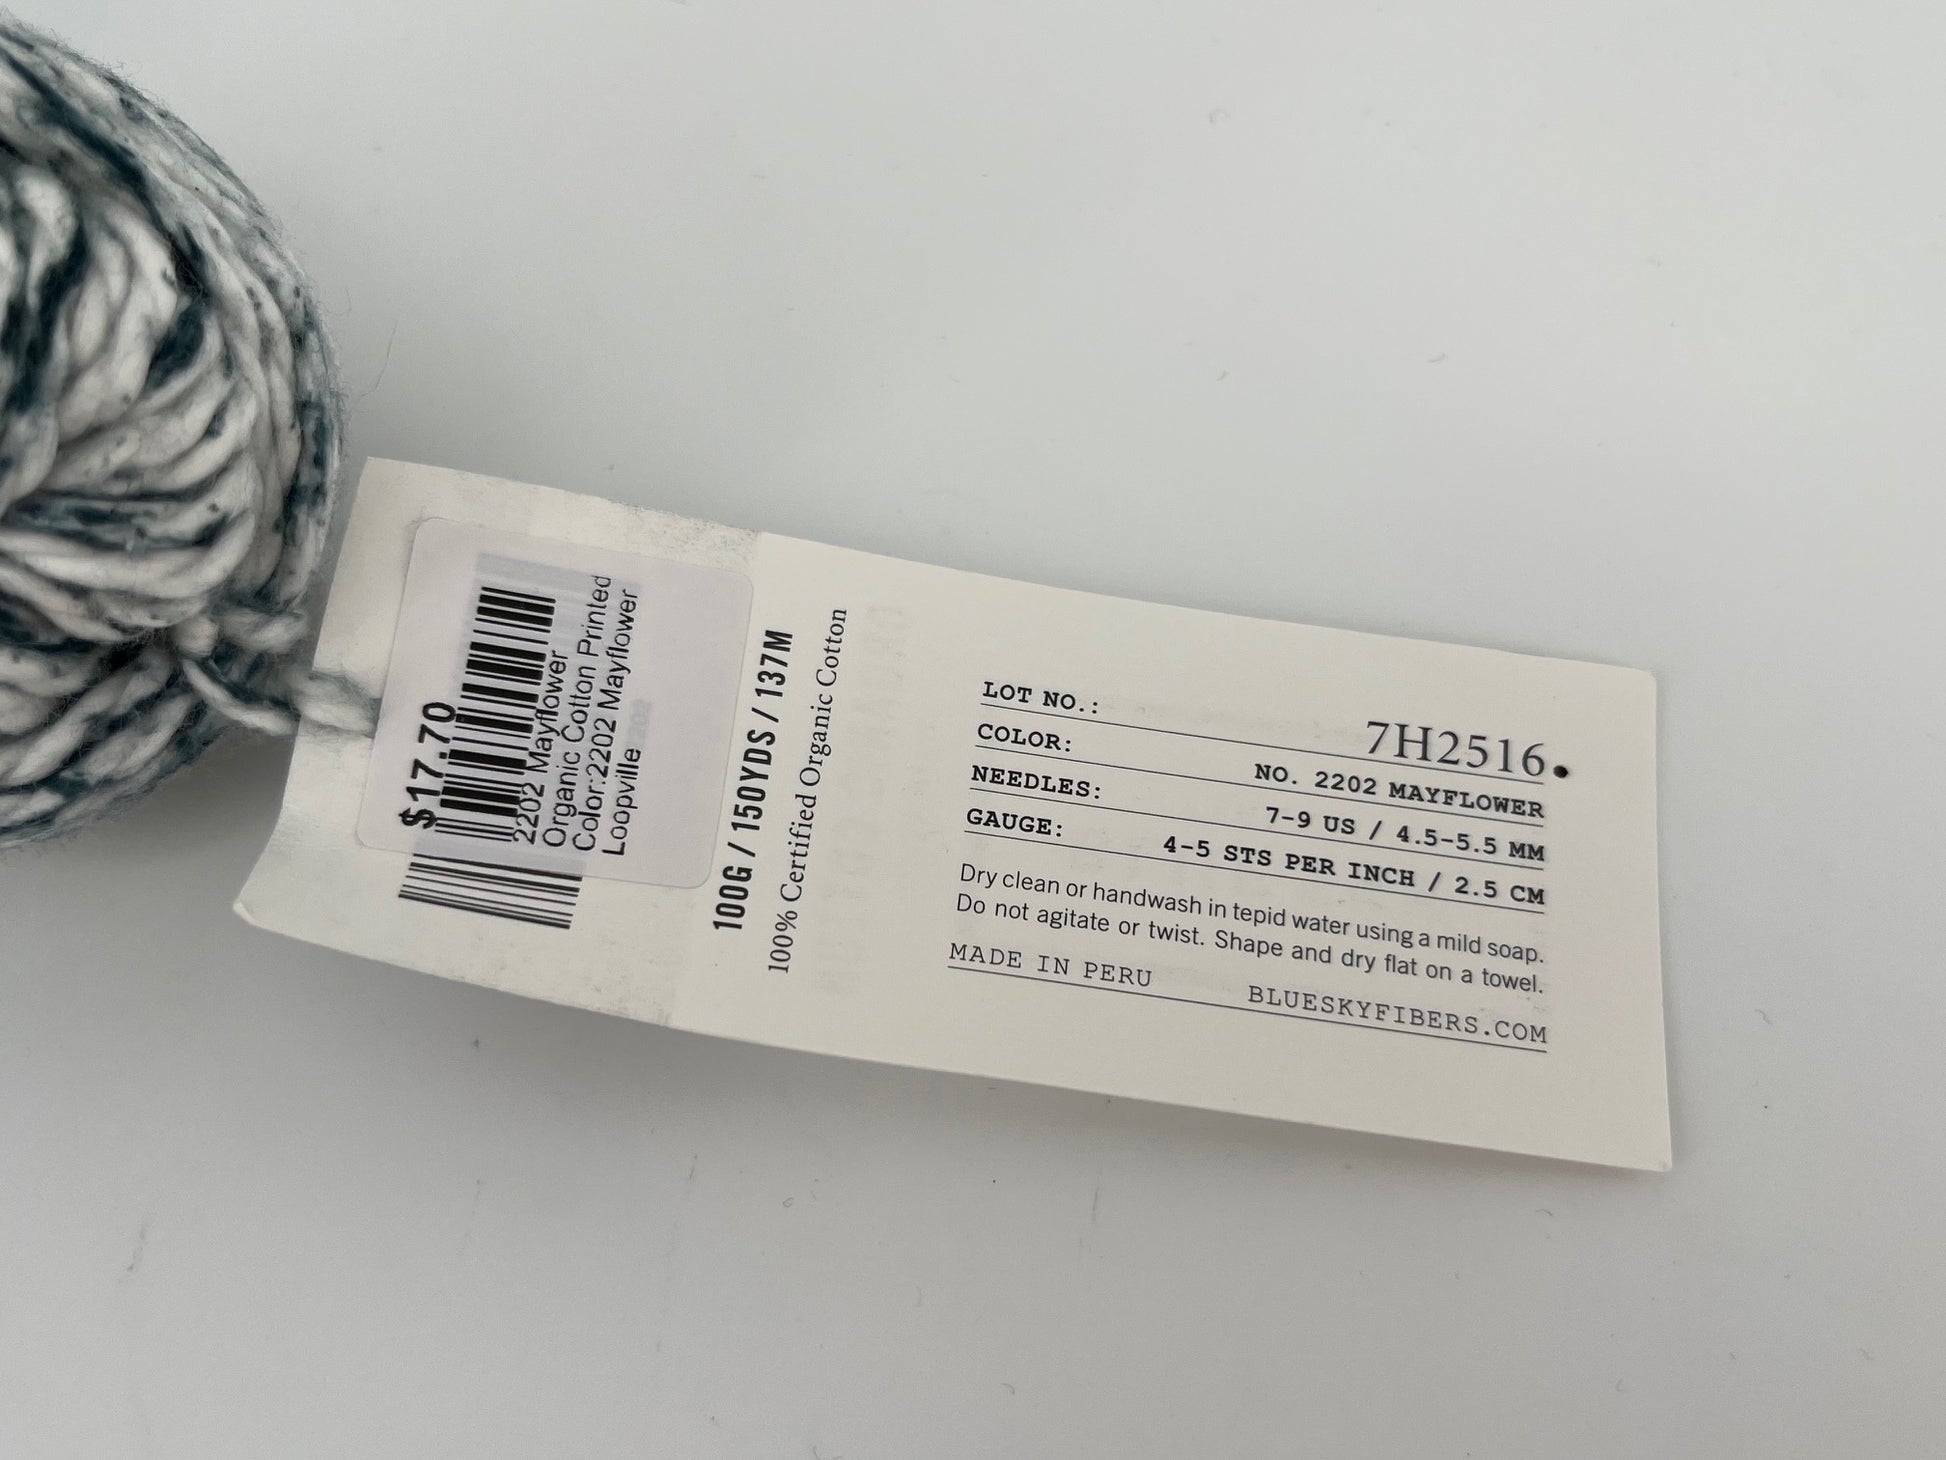 $17.70
2202 Mayflower
Organic Cotton Printed
Color:2202 Mayflower
Loopville
100G / 150YDS / 137M
100% Certified Organic Cotton
LOT NO.: 7H2516.
COLOR: NO. 2202 MAYFLOWER
NEEDLES: 7-9 US / 4.5-5.5 MM
GAUGE: 4-5 STS PER INCH / 2.5 CM
Dry clean or handwash in tepid water using a mild soap.
Do not agitate or twist. Shape and dry flat on a towel.
MADE IN PERU BLUESKYFIBERS.COM